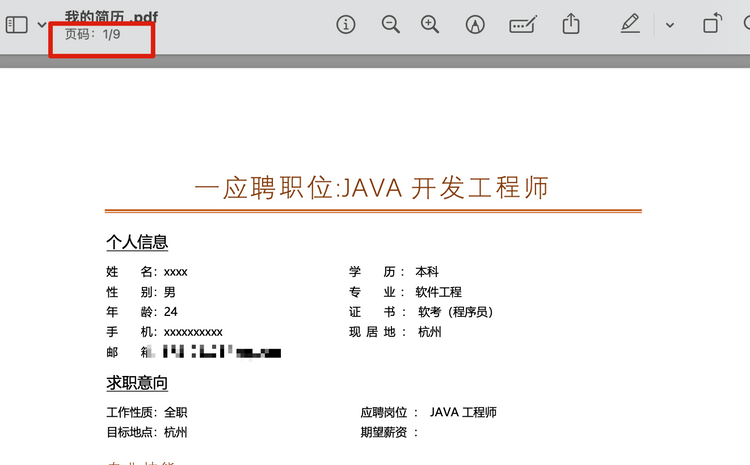 我的简历 .pdf
页码：1/9
一应聘职位:JAVA 开发工程师
个人信息
姓 名：xxxx 学 历 ： 本科
性 别：男 专 业 ： 软件工程
年 龄：24 证 书 ： 软考（程序员）
手 机：xxxxxxxxxx 现 居 地 ： 杭州
邮 箱
求职意向
工作性质：全职 应聘岗位 ： JAVA 工程师
目标地点：杭州 期望薪资 ：